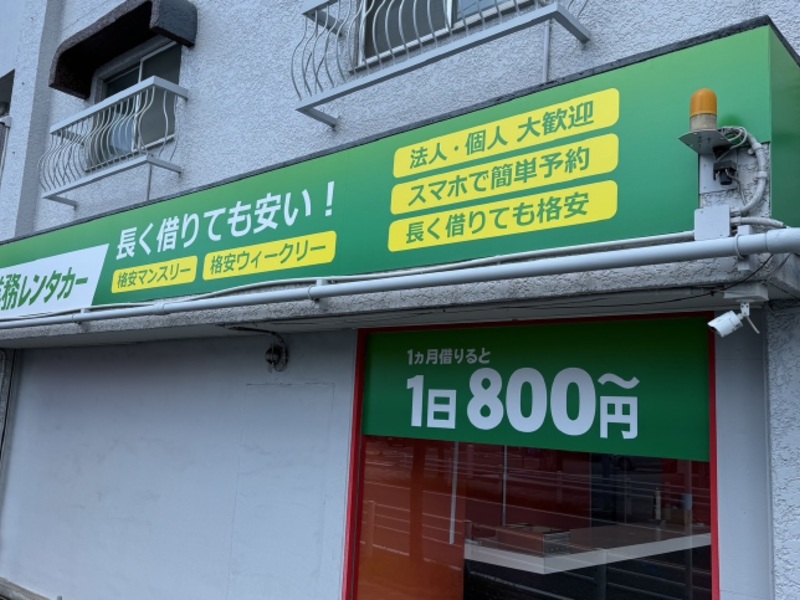 務レンタカー
長く借りても安い！
格安マンスリー
格安ウィークリー
法人・個人 大歓迎
スマホで簡単予約
長く借りても格安
1ヵ月借りると
1日800円～